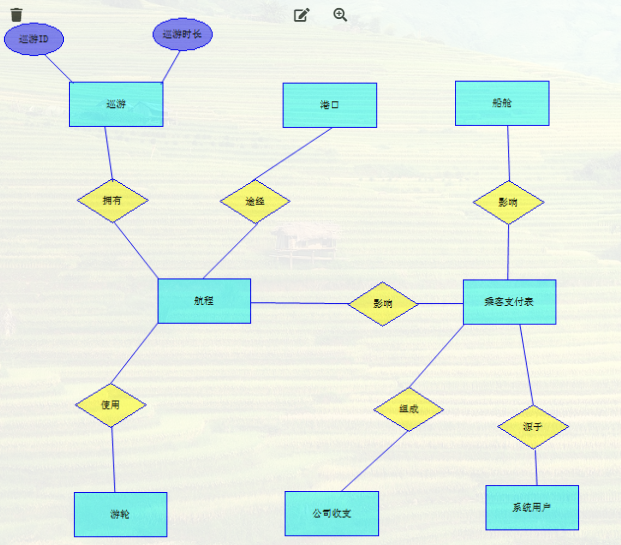 巡游ID
巡游时长
巡游
港口
船舱
拥有
途经
影响
航程
影响
乘客支付表
使用
组成
源于
游轮
公司收支
系统用户